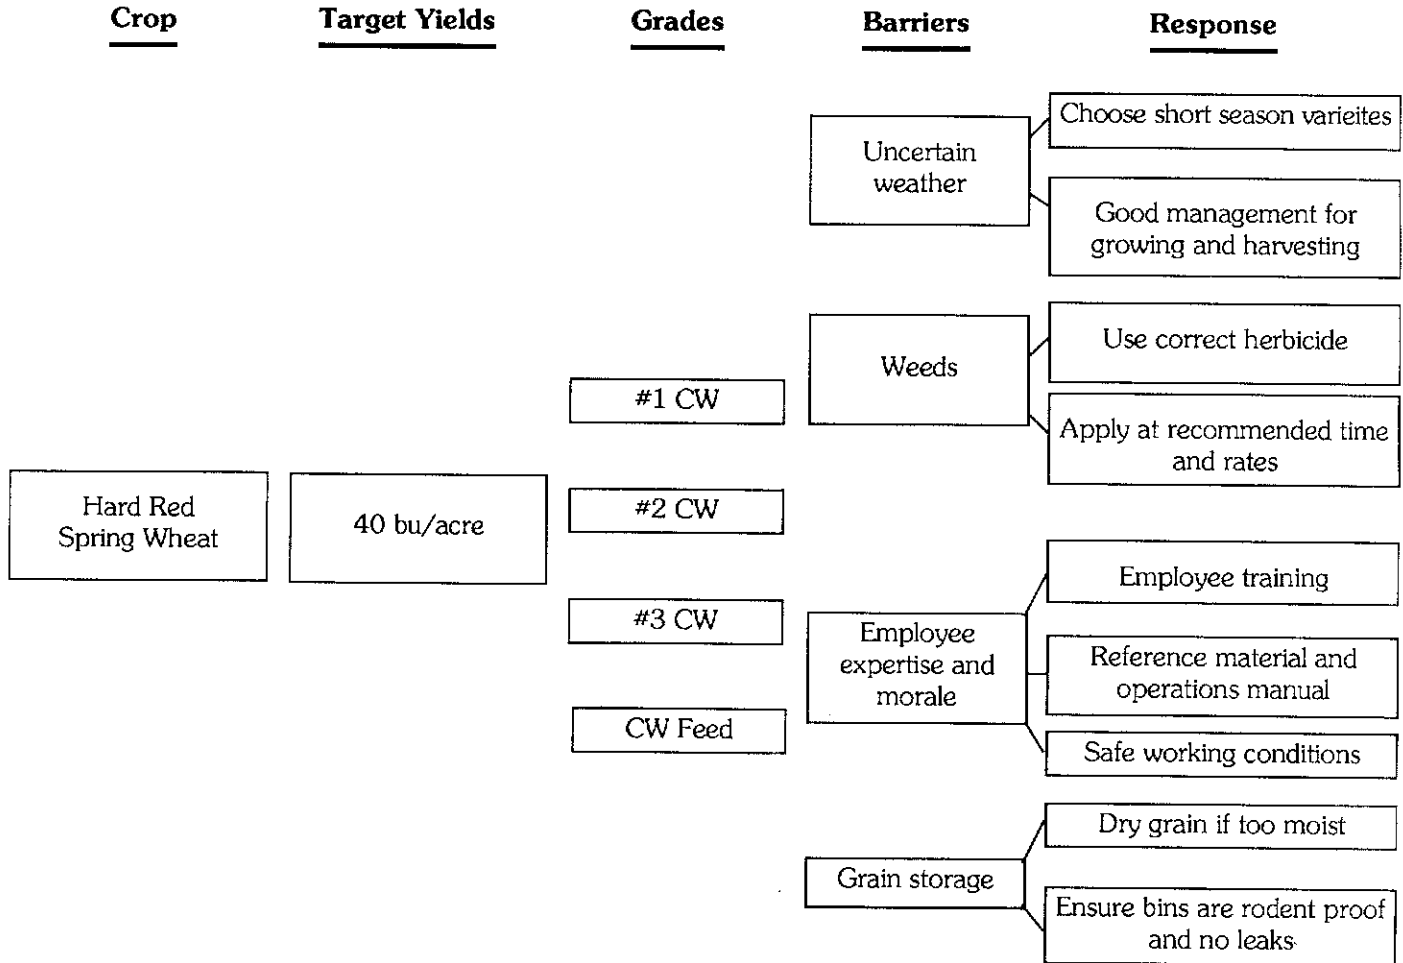 Crop
Target Yields
Grades
Barriers
Response
Hard Red
Spring Wheat
40 bu/acre
#1 CW
#2 CW
#3 CW
CW Feed
Uncertain
weather
Choose short season varieites
Good management for
growing and harvesting
Weeds
Use correct herbicide
Apply at recommended time
and rates
Employee
expertise and
morale
Employee training
Reference material and
operations manual
Safe working conditions
Grain storage
Dry grain if too moist
Ensure bins are rodent proof
and no leaks